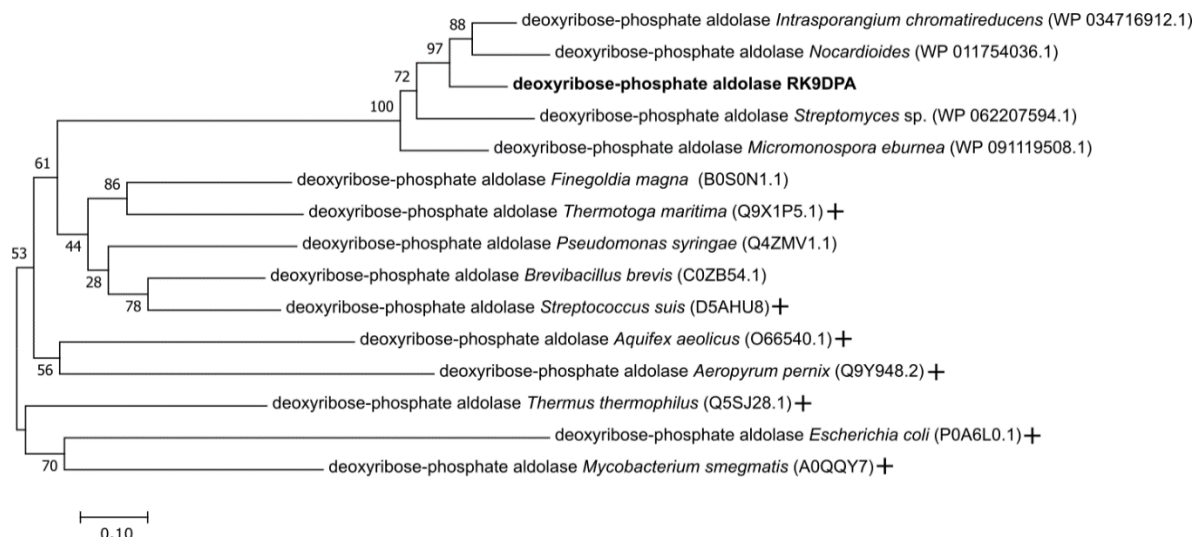 88
deoxyribose-phosphate aldolase Intrasporangium chromatireducens (WP 034716912.1)
97
deoxyribose-phosphate aldolase Nocardioides (WP 011754036.1)
72
deoxyribose-phosphate aldolase RK9DPA
100
deoxyribose-phosphate aldolase Streptomyces sp. (WP 062207594.1)
deoxyribose-phosphate aldolase Micromonospora eburnea (WP 091119508.1)
61
86
deoxyribose-phosphate aldolase Finegoldia magna (B0S0N1.1)
deoxyribose-phosphate aldolase Thermotoga maritima (Q9X1P5.1)+
53
44
deoxyribose-phosphate aldolase Pseudomonas syringae (Q4ZMV1.1)
28
deoxyribose-phosphate aldolase Brevibacillus brevis (C0ZB54.1)
78
deoxyribose-phosphate aldolase Streptococcus suis (D5AHU8)+
deoxyribose-phosphate aldolase Aquifex aeolicus (O66540.1)+
56
deoxyribose-phosphate aldolase Aeropyrum pernix (Q9Y948.2)+
deoxyribose-phosphate aldolase Thermus thermophilus (Q5SJ28.1)+
deoxyribose-phosphate aldolase Escherichia coli (P0A6L0.1)+
70
deoxyribose-phosphate aldolase Mycobacterium smegmatis (A0QQY7)+
0.10